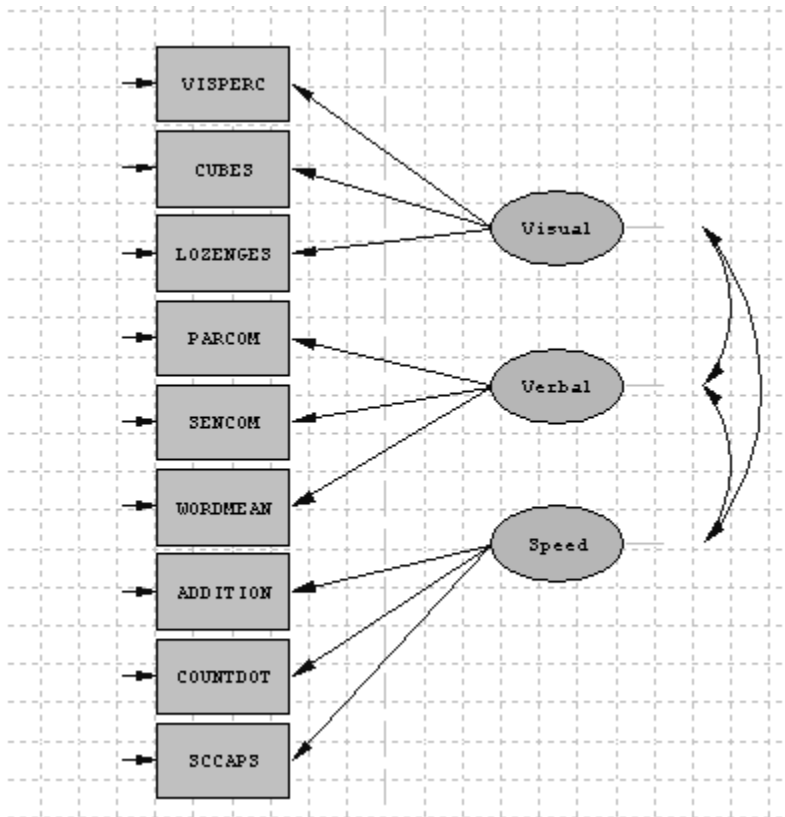 VISPERC
CUBES
Visual
LOZENGES
PARCOM
Verbal
SENCOM
WORDMEAN
Speed
ADDITION
COUNTDOT
SCCAPS